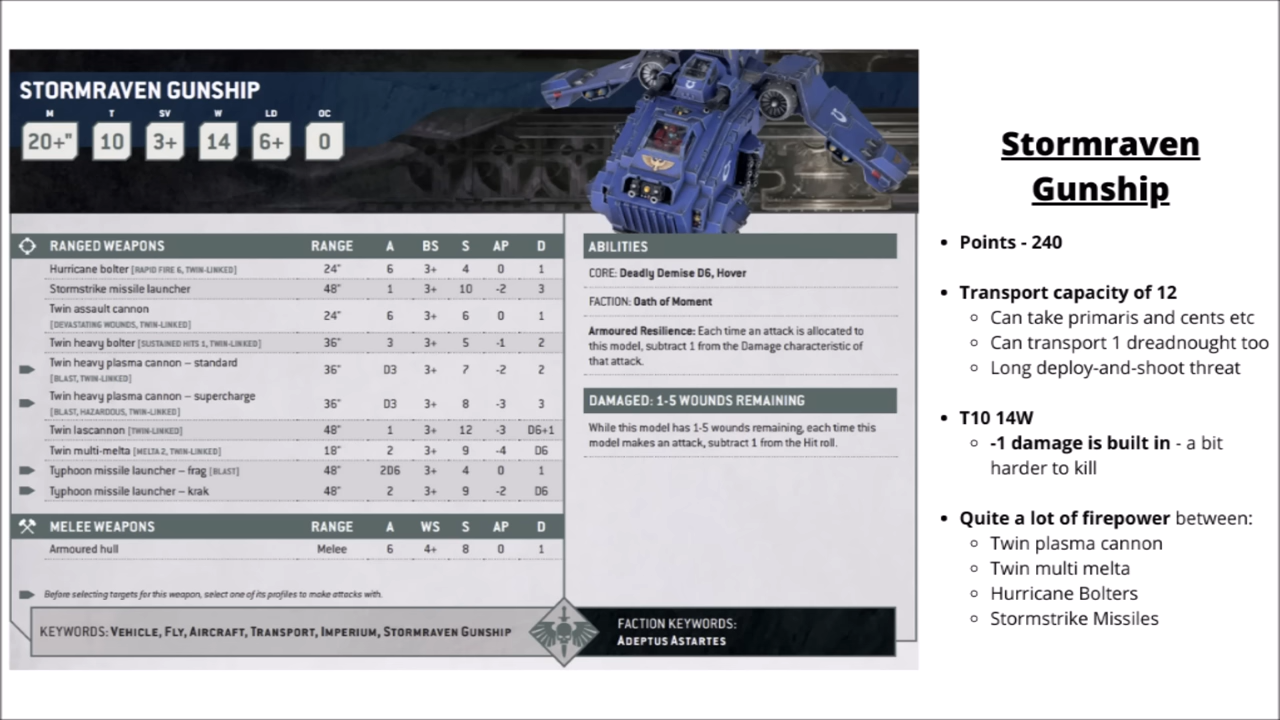 STORMRAVEN GUNSHIP
M T SV W LD OC
20+" 10 3+ 14 6+ 0
RANGED WEAPONS RANGE A BS S AP D
Hurricane bolter [RAPID FIRE 6, TWIN-LINKED] 24" 6 3+ 4 0 1
Stormstrike missile launcher 48" 1 3+ 10 -2 3
Twin assault cannon
[DEVASTATING WOUNDS, TWIN-LINKED] 24" 6 3+ 6 0 1
Twin heavy bolter [SUSTAINED HITS 1, TWIN-LINKED] 36" 3 3+ 5 -1 2
Twin heavy plasma cannon – standard
[BLAST, TWIN-LINKED] 36" D3 3+ 7 -2 2
Twin heavy plasma cannon – supercharge
[BLAST, HAZARDOUS, TWIN-LINKED] 36" D3 3+ 8 -3 3
Twin lascannon [TWIN-LINKED] 48" 1 3+ 12 -3 D6+1
Twin multi-melta [MELTA 2, TWIN-LINKED] 18" 2 3+ 9 -4 D6
Typhoon missile launcher – frag [BLAST] 48" 2D6 3+ 4 0 1
Typhoon missile launcher – krak 48" 2 3+ 9 -2 D6
MELEE WEAPONS RANGE A WS S AP D
Armoured hull Melee 6 4+ 8 0 1
Before selecting targets for this weapon, select one of its profiles to make attacks with.
KEYWORDS: VEHICLE, FLY, AIRCRAFT, TRANSPORT, IMPERIUM, STORMRAVEN GUNSHIP
ABILITIES
CORE: Deadly Demise D6, Hover
FACTION: Oath of Moment
Armoured Resilience: Each time an attack is allocated to
this model, subtract 1 from the Damage characteristic of
that attack.
DAMAGED: 1-5 WOUNDS REMAINING
While this model has 1-5 wounds remaining, each time this
model makes an attack, subtract 1 from the Hit roll.
FACTION KEYWORDS:
ADEPTUS ASTARTES
Stormraven
Gunship
• Points - 240
• Transport capacity of 12
○ Can take primaris and cents etc
○ Can transport 1 dreadnought too
○ Long deploy-and-shoot threat
• T10 14W
○ -1 damage is built in - a bit
harder to kill
• Quite a lot of firepower between:
○ Twin plasma cannon
○ Twin multi melta
○ Hurricane Bolters
○ Stormstrike Missiles